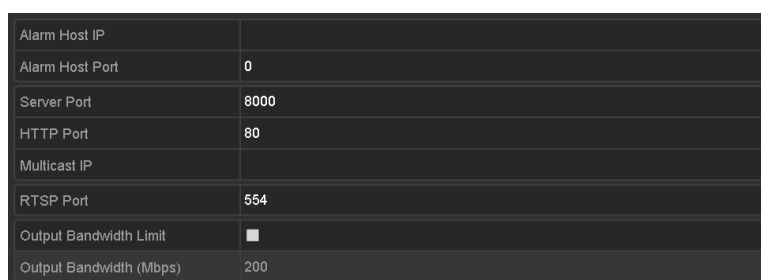 Alarm Host IP
Alarm Host Port 0
Server Port 8000
HTTP Port 80
Multicast IP
RTSP Port 554
Output Bandwidth Limit
Output Bandwidth (Mbps) 200